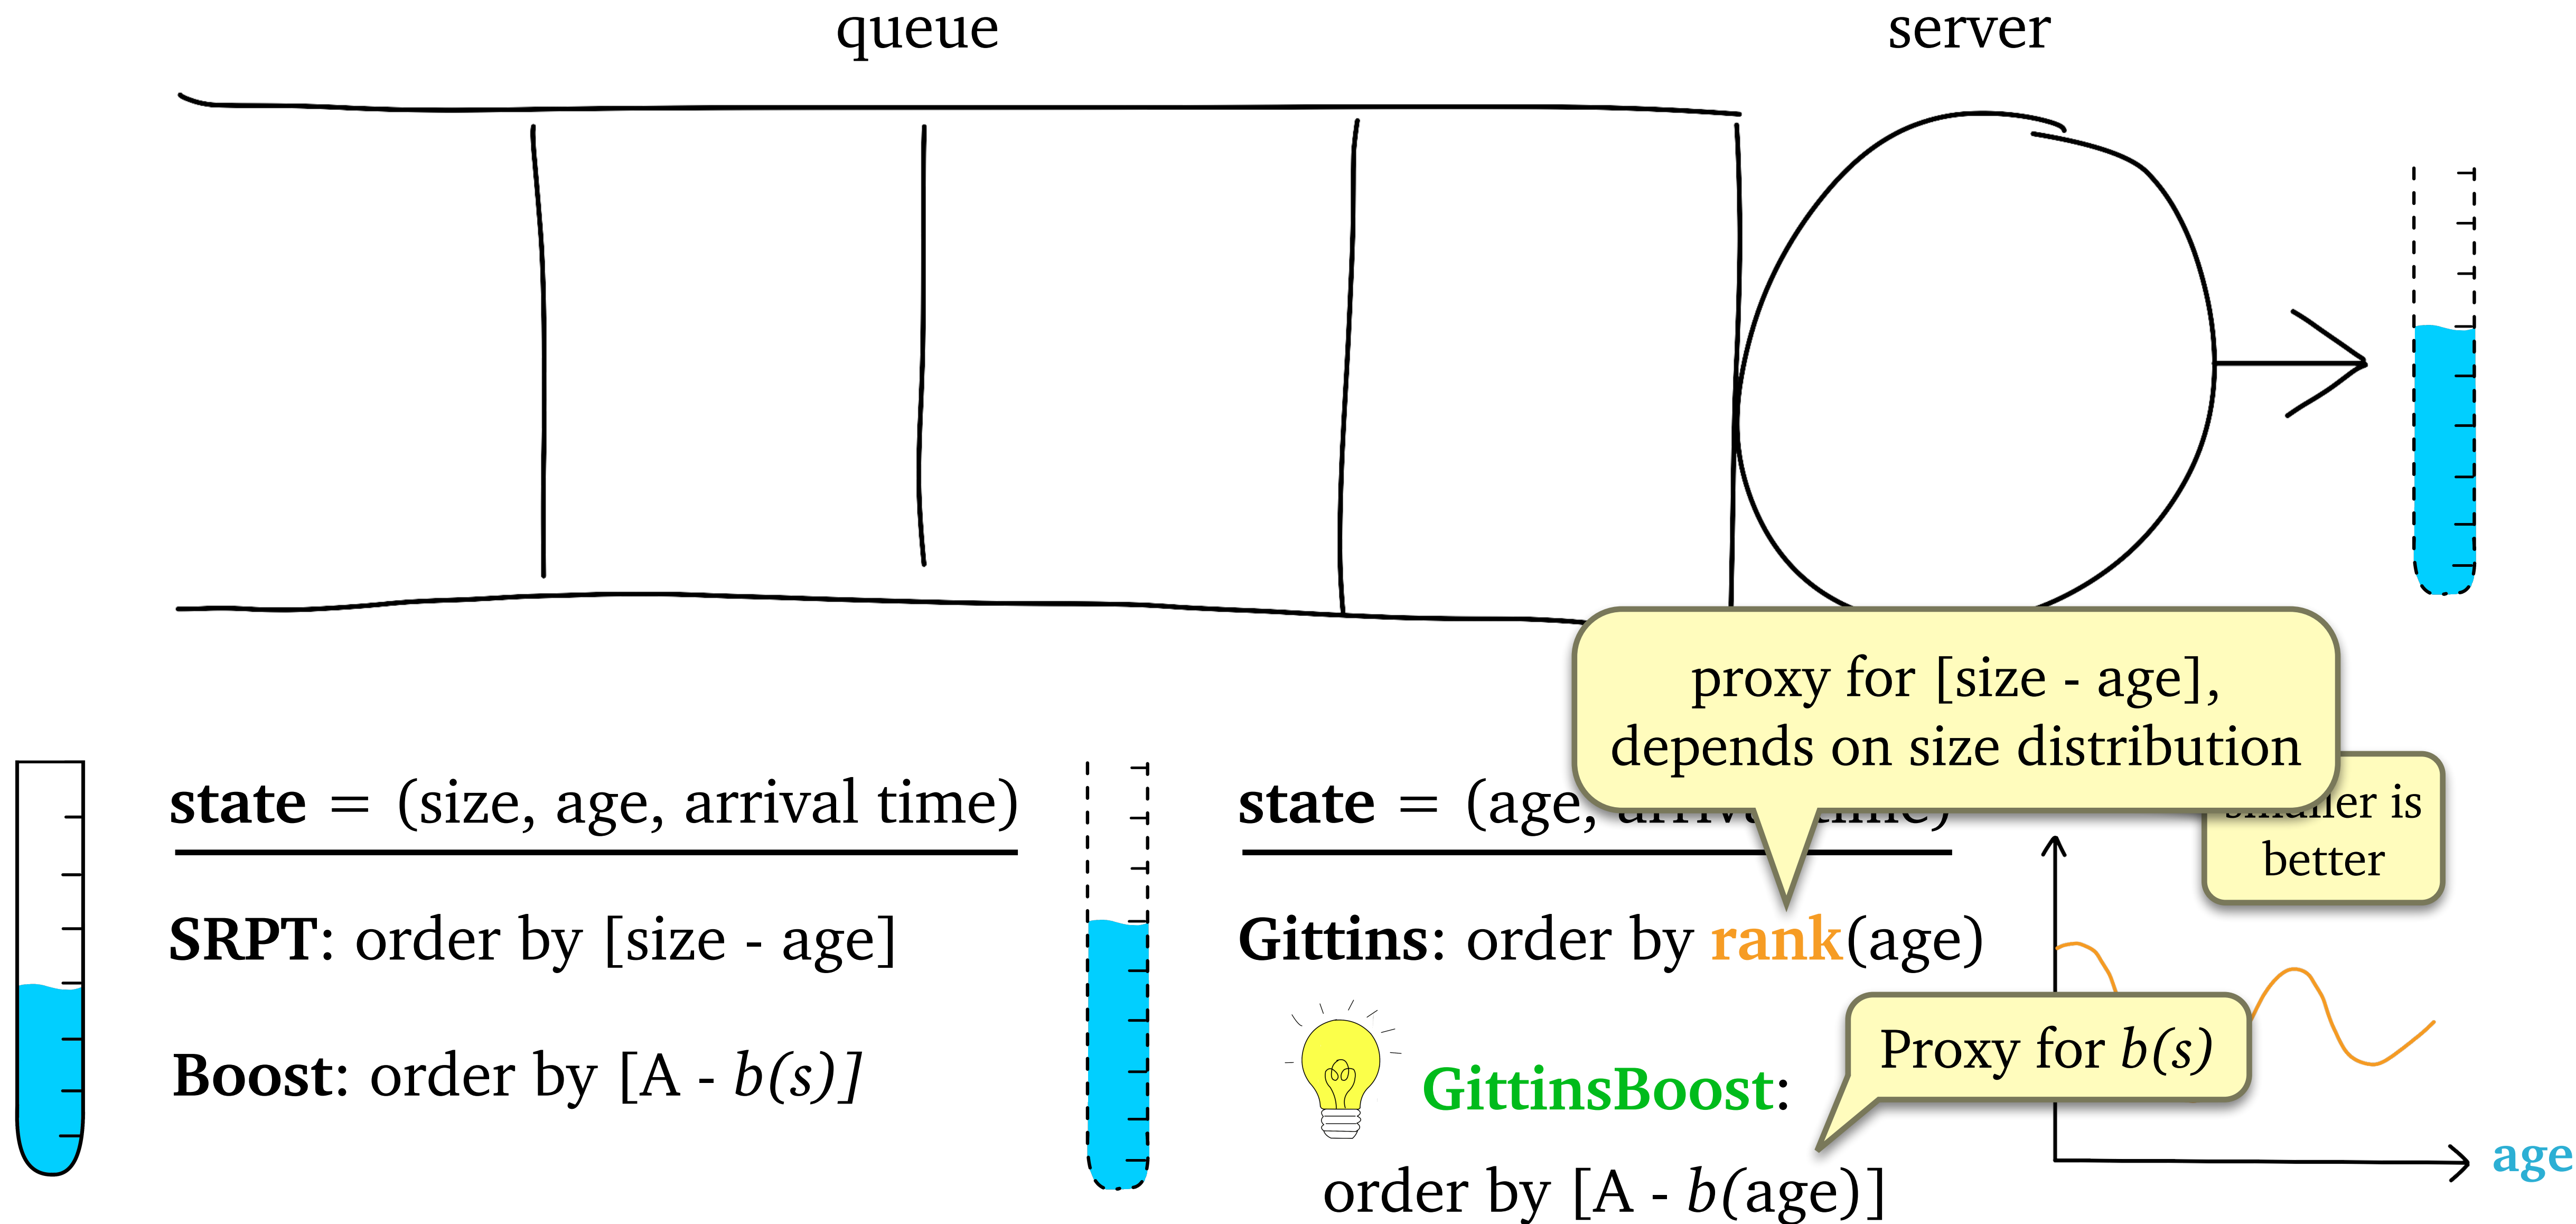 queue
server
proxy for [size - age],
depends on size distribution
state = (size, age, arrival time)
SRPT: order by [size - age]
Boost: order by [A - b(s)]
state = (age, time)
is
better
Gittins: order by rank(age)
Proxy for b(s)
GittinsBoost:
order by [A - b(age)]
age